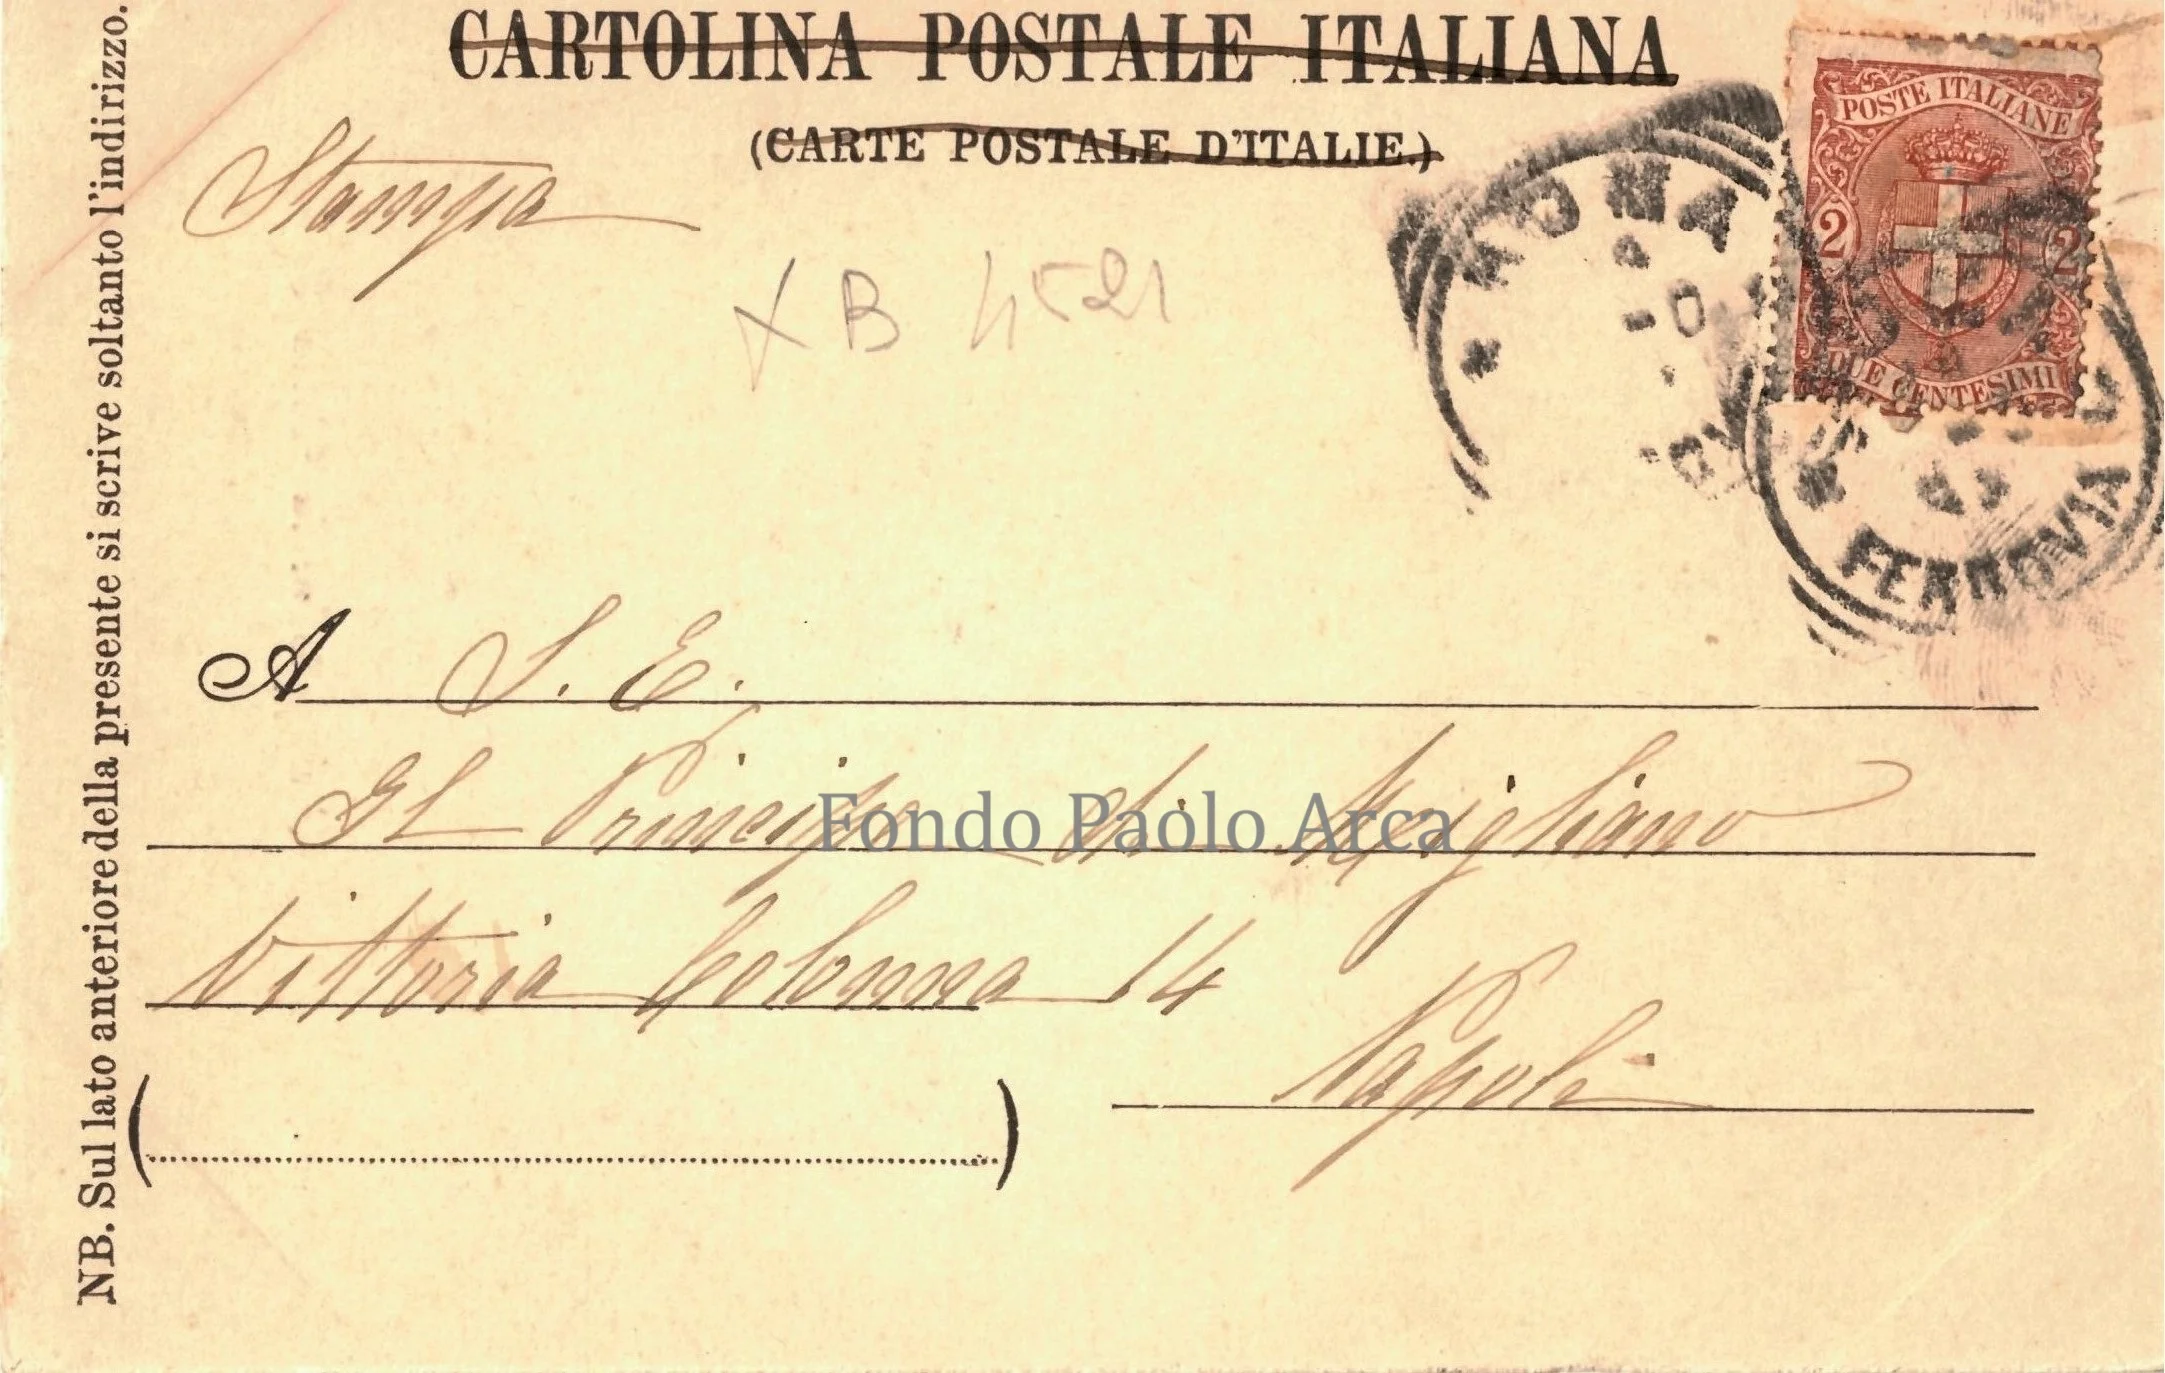 CARTOLINA POSTALE ITALIANA
(CARTE POSTALE D'ITALIE.)
Stampa
X B 4521
POSTE ITALIANE
2 2
DUE CENTESIMI
ROMA
FERROVIA
A S. E.
Il Principe di Marigliano
Vittoria Colonna 14
Napoli
Fondo Paolo Arca
NB. Sul lato anteriore della presente si scrive soltanto l'indirizzo.